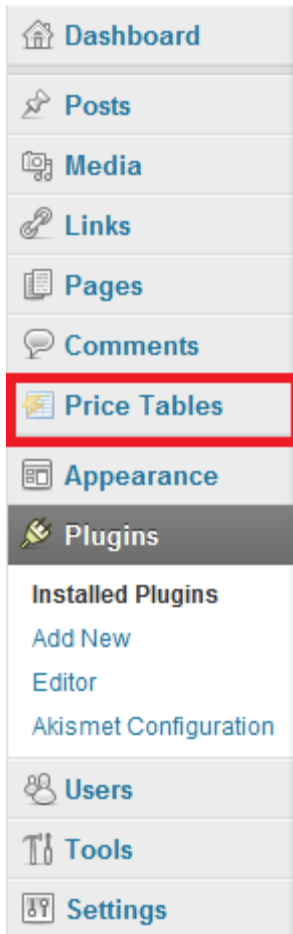 Dashboard
Posts
Media
Links
Pages
Comments
Price Tables
Appearance
Plugins
Installed Plugins
Add New
Editor
Akismet Configuration
Users
Tools
Settings